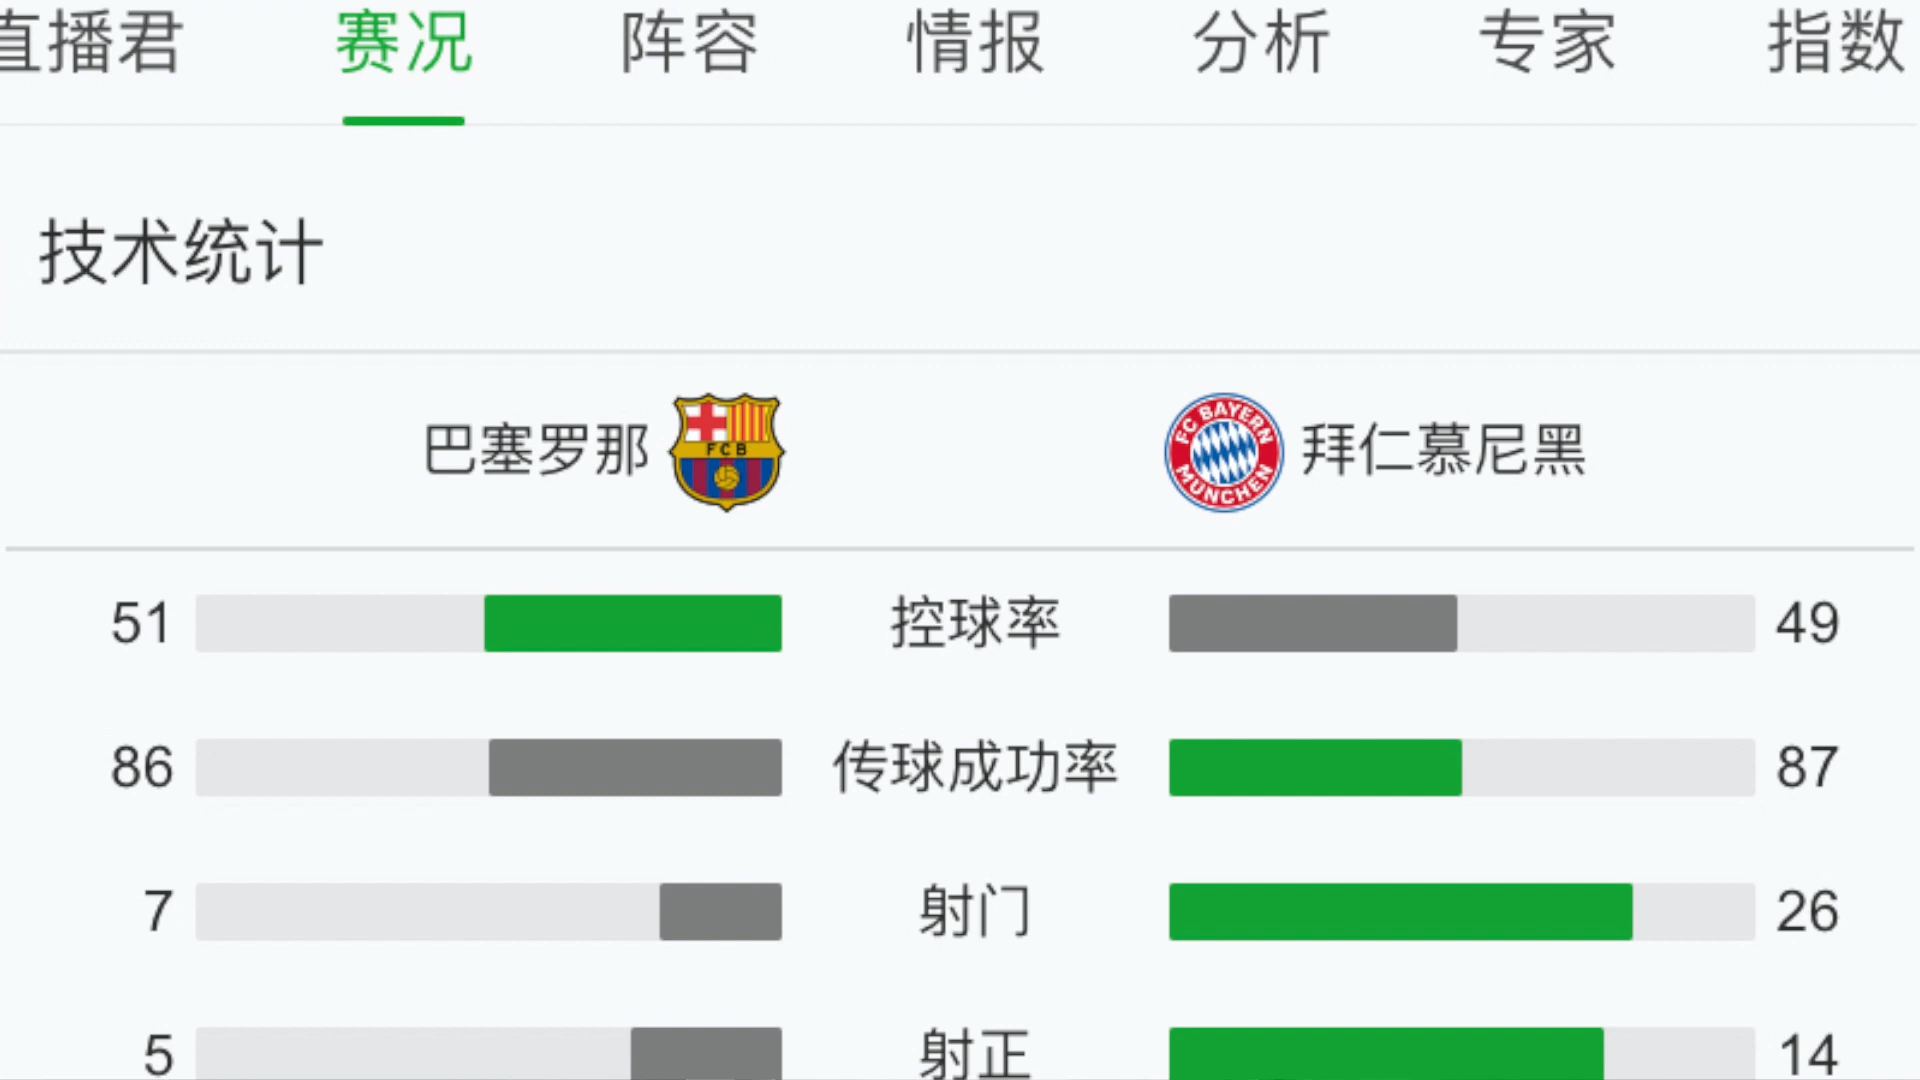 直播君 赛况 阵容 情报 分析 专家 指数
技术统计
巴塞罗那 FCB FC BAYERN MÜNCHEN 拜仁慕尼黑
51 控球率 49
86 传球成功率 87
7 射门 26
5 射正 14